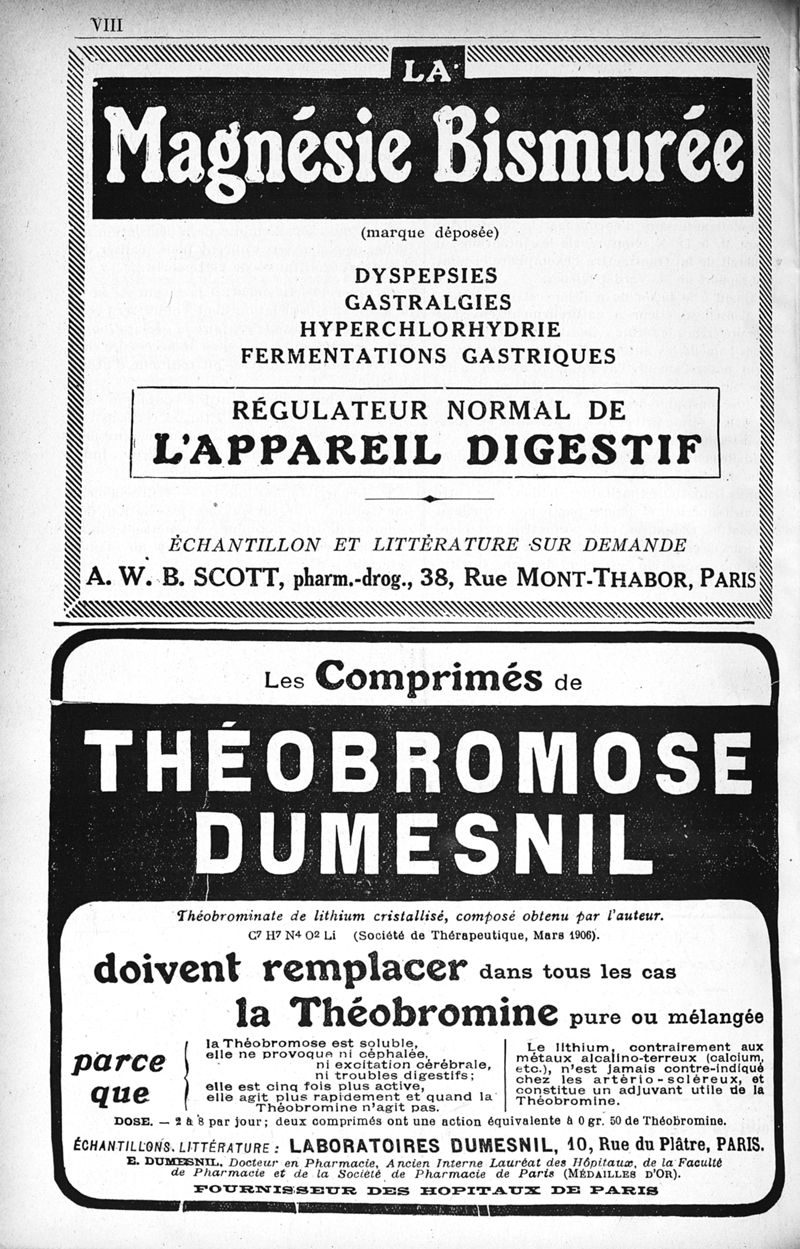 VIII
LA
Magnésie Bismurée
(marque déposée)
DYSPEPSIES
GASTRALGIES
HYPERCHLORHYDRIE
FERMENTATIONS GASTRIQUES
RÉGULATEUR NORMAL DE
L'APPAREIL DIGESTIF
ÉCHANTILLON ET LITTÉRATURE SUR DEMANDE
A. W. B. SCOTT, pharm.-drog., 38, Rue MONT-THABOR, PARIS
Les Comprimés de
THÉOBROMOSE
DUMESNIL
Théobrominate de lithium cristallisé, composé obtenu par l'auteur.
C7 H7 N4 O2 Li (Société de Thérapeutique, Mars 1906).
doivent remplacer dans tous les cas
la Théobromine pure ou mélangée
parce
que
la Théobromose est soluble,
elle ne provoque ni céphalée,
ni excitation cérébrale,
ni troubles digestifs;
elle est cinq fois plus active,
elle agit plus rapidement et quand la
Théobromine n'agit pas.
Le lithium, contrairement aux
métaux alcalino-terreux (calcium,
etc.), n'est jamais contre-indiqué
chez les artério-scléreux, et
constitue un adjuvant utile de la
Théobromine.
DOSE. — 2 à 8 par jour; deux comprimés ont une action équivalente à 0 gr. 50 de Théobromine.
ÉCHANTILLONS, LITTÉRATURE : LABORATOIRES DUMESNIL, 10, Rue du Plâtre, PARIS.
E. DUMESNIL, Docteur en Pharmacie, Ancien Interne Lauréat des Hôpitaux, de la Faculté
de Pharmacie et de la Société de Pharmacie de Paris (MÉDAILLES D'OR).
FOURNISSEUR DES HOPITAUX DE PARIS